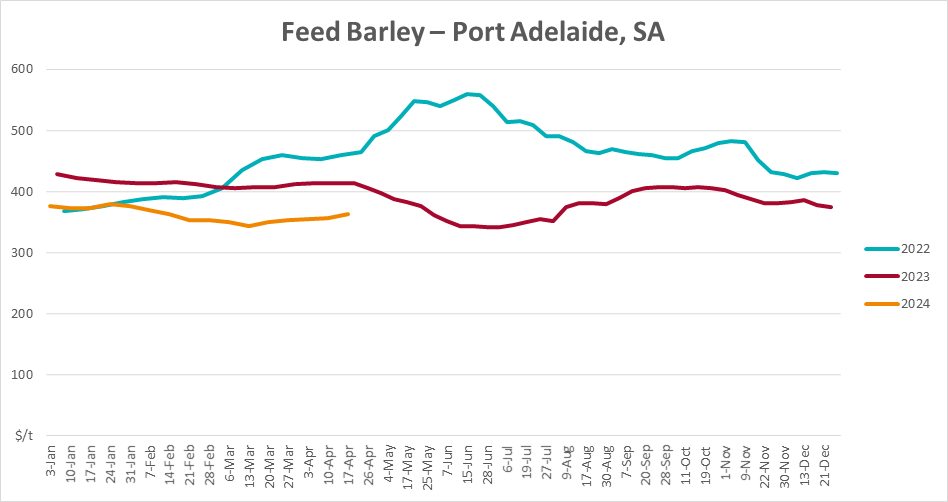 Feed Barley – Port Adelaide, SA
600
500
400
300
200
100
$/t
3-Jan
10-Jan
17-Jan
24-Jan
31-Jan
7-Feb
14-Feb
21-Feb
28-Feb
6-Mar
13-Mar
20-Mar
27-Mar
3-Apr
10-Apr
17-Apr
26-Apr
4-May
17-May
25-May
7-Jun
15-Jun
28-Jun
6-Jul
19-Jul
27-Jul
9-Aug
16-Aug
30-Aug
7-Sep
20-Sep
28-Sep
11-Oct
19-Oct
1-Nov
9-Nov
22-Nov
30-Nov
13-Dec
21-Dec
2022
2023
2024